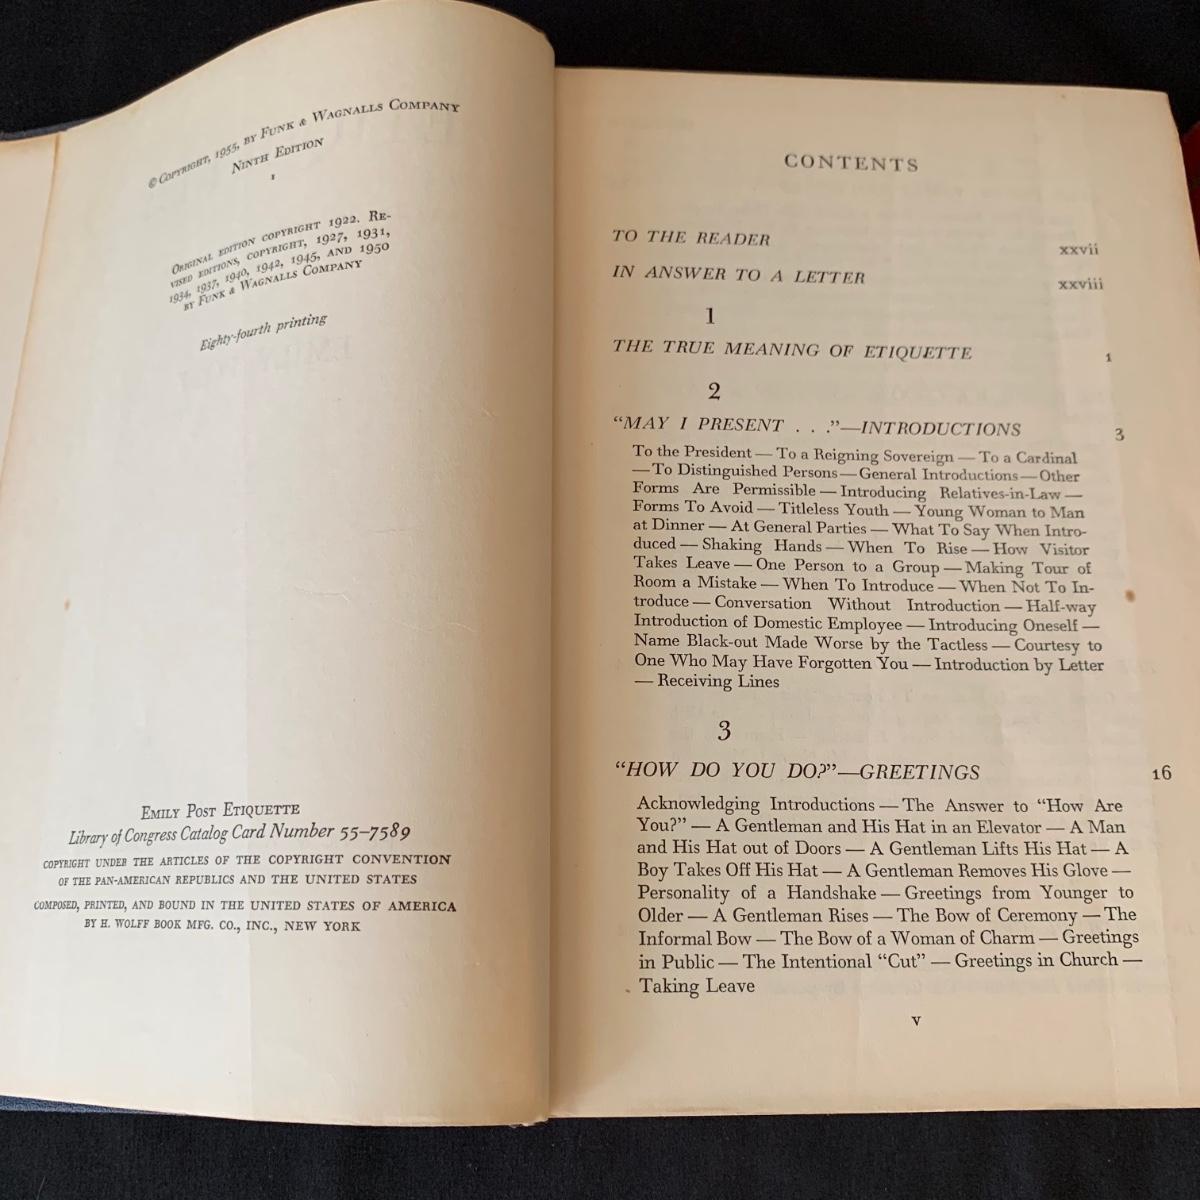 © Copyright, 1955, by Funk & Wagnalls Company
Ninth Edition
1
Original edition copyright 1922. Re-
vised editions, copyright, 1927, 1931,
1934, 1937, 1940, 1942, 1945, and 1950
by Funk & Wagnalls Company
Eighty-fourth printing
Emily Post Etiquette
Library of Congress Catalog Card Number 55–7589
COPYRIGHT UNDER THE ARTICLES OF THE COPYRIGHT CONVENTION
OF THE PAN-AMERICAN REPUBLICS AND THE UNITED STATES
COMPOSED, PRINTED, AND BOUND IN THE UNITED STATES OF AMERICA
BY H. WOLFF BOOK MFG. CO., INC., NEW YORK
CONTENTS
TO THE READER xxvii
IN ANSWER TO A LETTER xxviii
1
THE TRUE MEANING OF ETIQUETTE 1
2
“MAY I PRESENT . . .”—INTRODUCTIONS 3
To the President — To a Reigning Sovereign — To a Cardinal
— To Distinguished Persons — General Introductions — Other
Forms Are Permissible — Introducing Relatives-in-Law —
Forms To Avoid — Titleless Youth — Young Woman to Man
at Dinner — At General Parties — What To Say When Intro-
duced — Shaking Hands — When To Rise — How Visitor
Takes Leave — One Person to a Group — Making Tour of
Room a Mistake — When To Introduce — When Not To In-
troduce — Conversation Without Introduction — Half-way
Introduction of Domestic Employee — Introducing Oneself —
Name Black-out Made Worse by the Tactless — Courtesy to
One Who May Have Forgotten You — Introduction by Letter
— Receiving Lines
3
“HOW DO YOU DO?”—GREETINGS 16
Acknowledging Introductions — The Answer to “How Are
You?” — A Gentleman and His Hat in an Elevator — A Man
and His Hat out of Doors — A Gentleman Lifts His Hat — A
Boy Takes Off His Hat — A Gentleman Removes His Glove —
Personality of a Handshake — Greetings from Younger to
Older — A Gentleman Rises — The Bow of Ceremony — The
Informal Bow — The Bow of a Woman of Charm — Greetings
in Public — The Intentional “Cut” — Greetings in Church —
Taking Leave
v